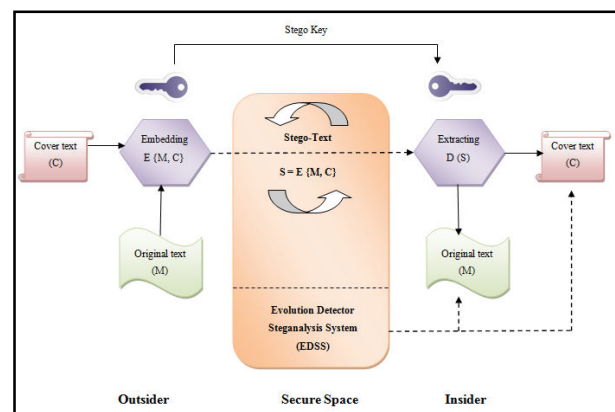 Stego Key
Cover text
(C)
Embedding
E {M, C}
Stego-Text
S = E {M, C}
Extracting
D (S)
Cover text
(C)
Original text
(M)
Original text
(M)
Evolution Detector
Steganalysis System
(EDSS)
Outsider
Secure Space
Insider